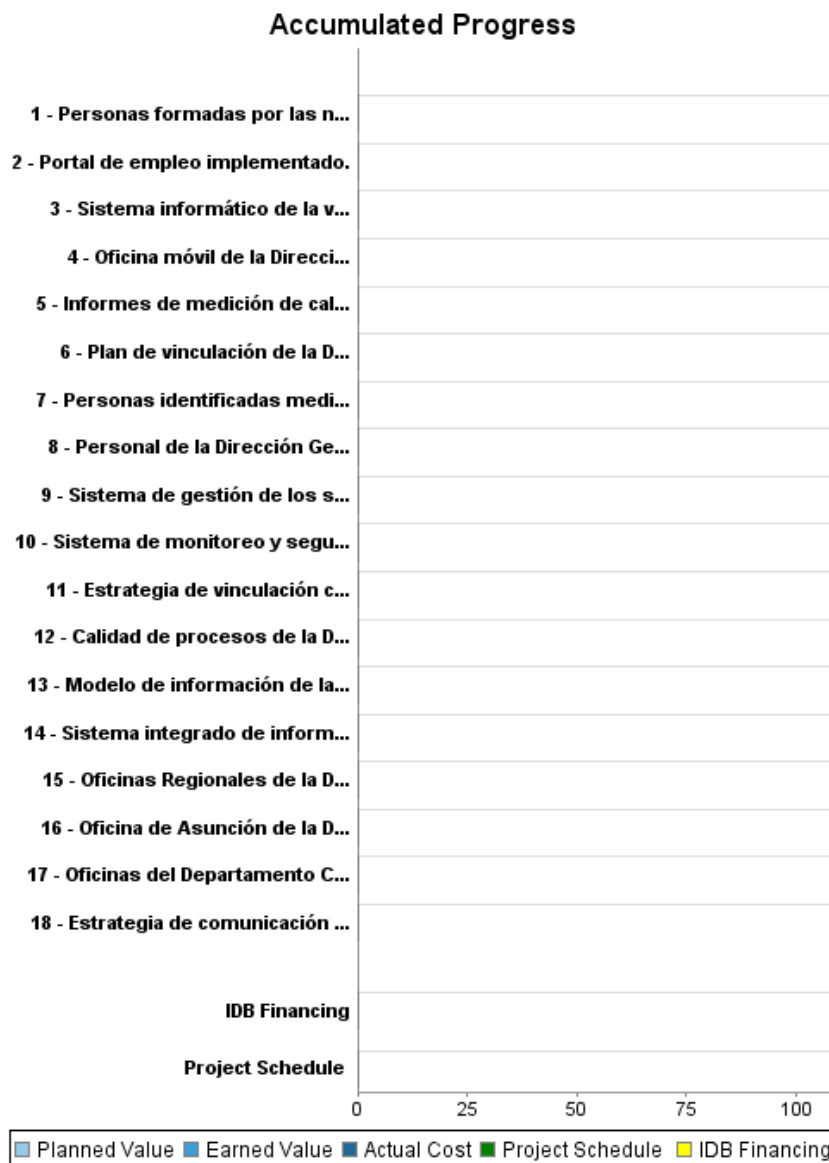 Accumulated Progress
1 - Personas formadas por las n...
2 - Portal de empleo implementado.
3 - Sistema informático de la v...
4 - Oficina móvil de la Direcci...
5 - Informes de medición de cal...
6 - Plan de vinculación de la D...
7 - Personas identificadas medi...
8 - Personal de la Dirección Ge...
9 - Sistema de gestión de los s...
10 - Sistema de monitoreo y segu...
11 - Estrategia de vinculación c...
12 - Calidad de procesos de la D...
13 - Modelo de información de la...
14 - Sistema integrado de inform...
15 - Oficinas Regionales de la D...
16 - Oficina de Asunción de la D...
17 - Oficinas del Departamento C...
18 - Estrategia de comunicación ...
IDB Financing
Project Schedule
0 25 50 75 100
Planned Value Earned Value Actual Cost Project Schedule IDB Financing